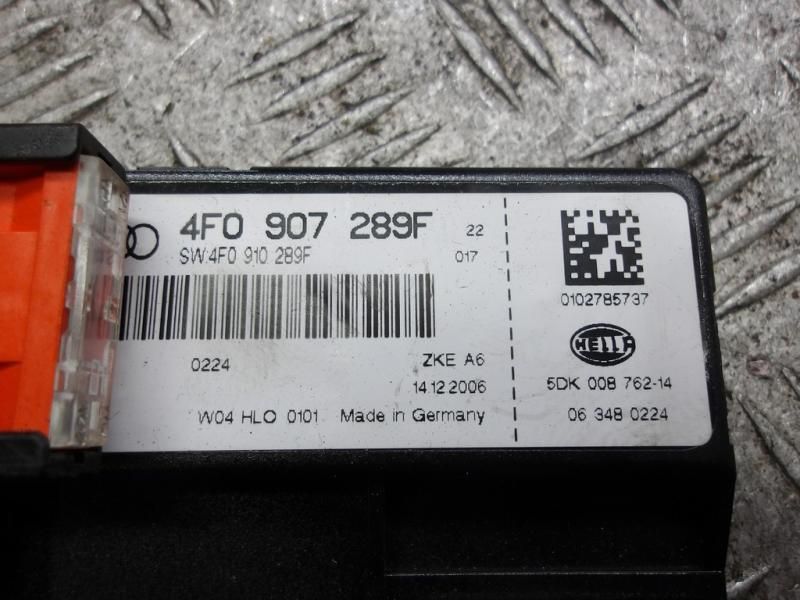 4F0 907 289F 22
SW:4F0 910 289F 017
0224 ZKE A6
14.12.2006
W04 HLO 0101 Made in Germany
0102785737
HELLA
5DK 008 762-14
06 348 0224